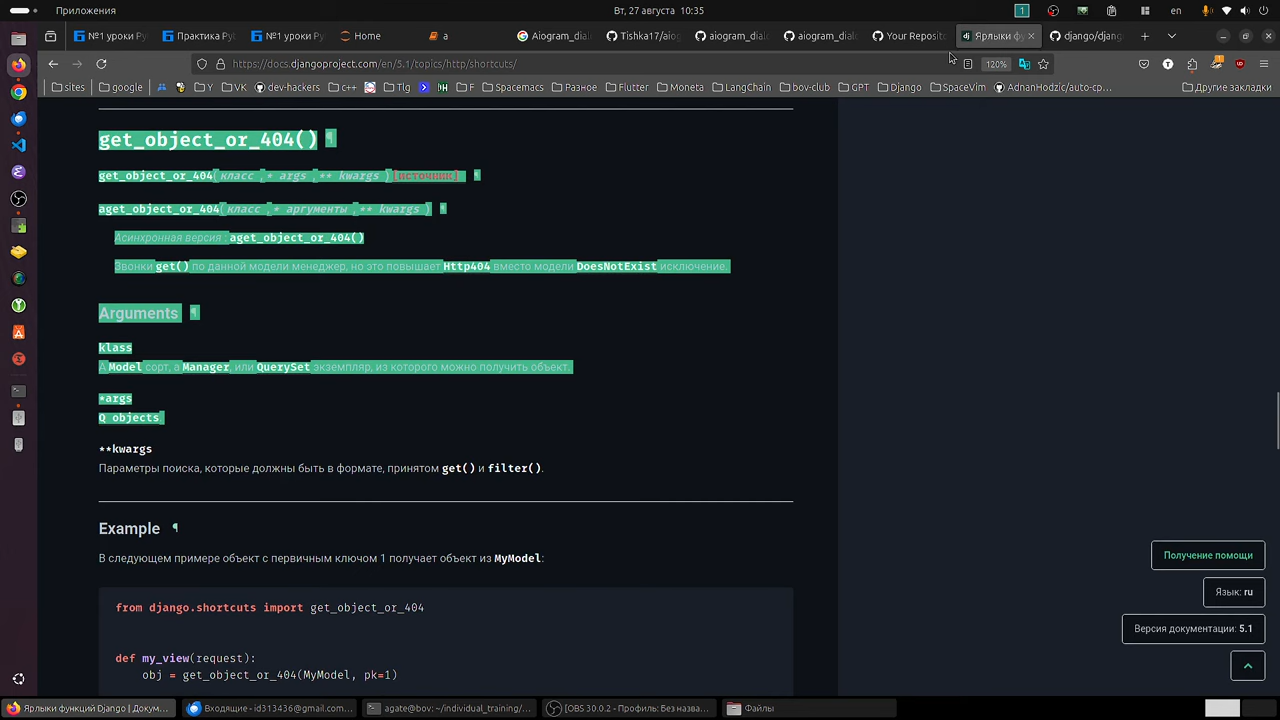 Приложения
Вт, 27 августа 10:35
1
en
№1 уроки Py
Практика Pyt
№1 уроки Py
Home
a
Aiogram_dial
Tishka17/aiog
aiogram_dial
aiogram_dial
Your Reposito
Ярлыки фу
django/djang
https://docs.djangoproject.com/en/5.1/topics/http/shortcuts/
120%
sites
google
Y
VK
dev-hackers
c++
Tlg
F
Spacemacs
Разное
Flutter
Moneta
LangChain
bov-club
GPT
Django
SpaceVim
AdnanHodzic/auto-cp...
Другие закладки
get_object_or_404() ¶
get_object_or_404(класс ,* args ,** kwargs )[источник] ¶
aget_object_or_404(класс ,* аргументы ,** kwargs ) ¶
Асинхронная версия : aget_object_or_404()
Звонки get() по данной модели менеджер, но это повышает Http404 вместо модели DoesNotExist исключение.
Arguments ¶
klass
А Model сорт, а Manager, или QuerySet экземпляр, из которого можно получить объект.
*args
Q objects.
**kwargs
Параметры поиска, которые должны быть в формате, принятом get() и filter().
Example ¶
В следующем примере объект с первичным ключом 1 получает объект из MyModel:
from django.shortcuts import get_object_or_404
def my_view(request):
obj = get_object_or_404(MyModel, pk=1)
Получение помощи
Язык: ru
Версия документации: 5.1
Ярлыки функций Django | Докум...
Входящие - id313436@gmail.com...
agate@bov: ~/individual_training/...
[OBS 30.0.2 - Профиль: Без назва...
Файлы